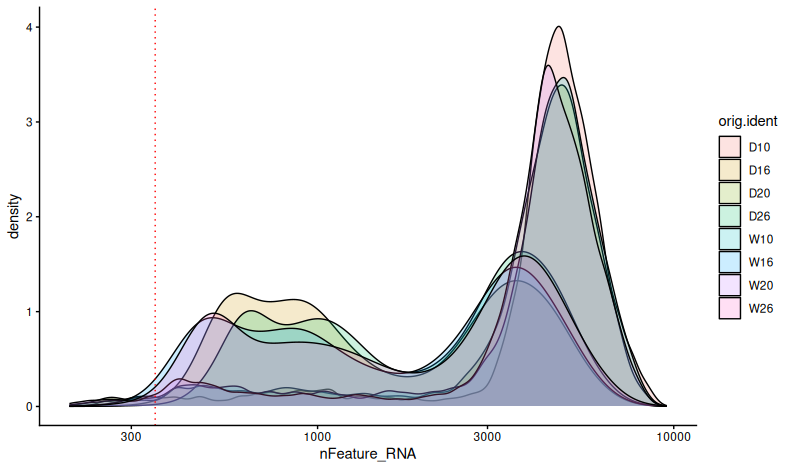 4
3
2
1
0
density
300
1000
3000
10000
nFeature_RNA
orig.ident
D10
D16
D20
D26
W10
W16
W20
W26